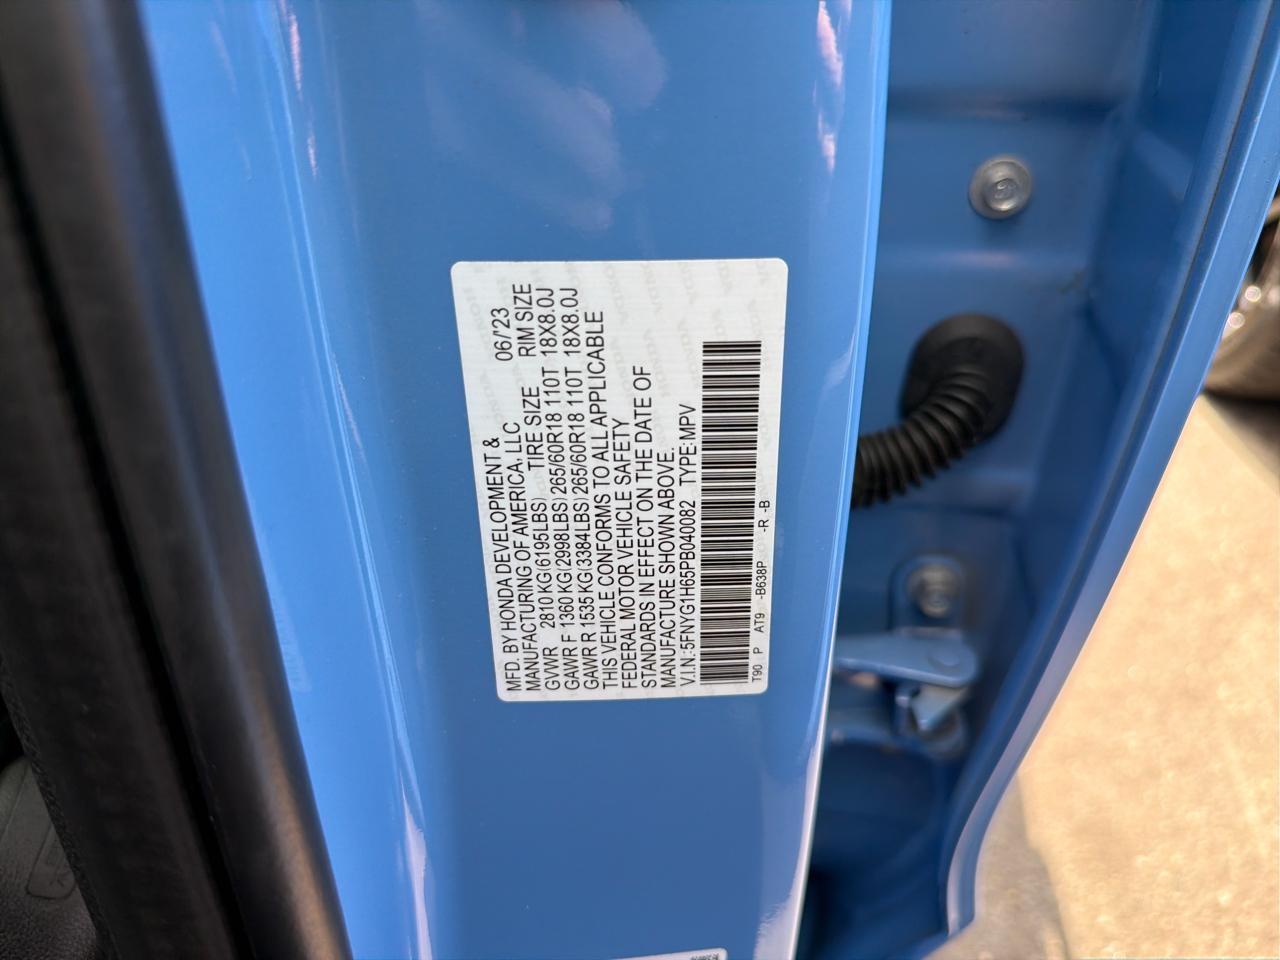 MFD. BY HONDA DEVELOPMENT &
MANUFACTURING OF AMERICA, LLC 06/'23
GVWR 2810 KG(6195LBS) TIRE SIZE RIM SIZE
GAWR F 1360 KG(2998LBS) 265/60R18 110T 18X8.0J
GAWR R 1535 KG(3384LBS) 265/60R18 110T 18X8.0J
THIS VEHICLE CONFORMS TO ALL APPLICABLE
FEDERAL MOTOR VEHICLE SAFETY
STANDARDS IN EFFECT ON THE DATE OF
MANUFACTURE SHOWN ABOVE.
V.I.N.:5FNYG1H65PB040082 TYPE:MPV
T90 P AT9 -B638P -R -B